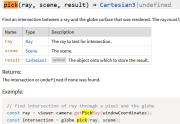 pick(ray, scene, result) → Cartesian3|undefined
Find an intersection between a ray and the globe surface that was rendered. The ray must
Name Type Description
ray Ray The ray to test for intersection.
scene Scene The scene.
result Cartesian3 optional The object onto which to store the result.
Returns:
The intersection or undefined if none was found.
Example:
// find intersection of ray through a pixel and the globe
const ray = viewer.camera.getPickRay(windowCoordinates);
const intersection = globe.pick(ray, scene);